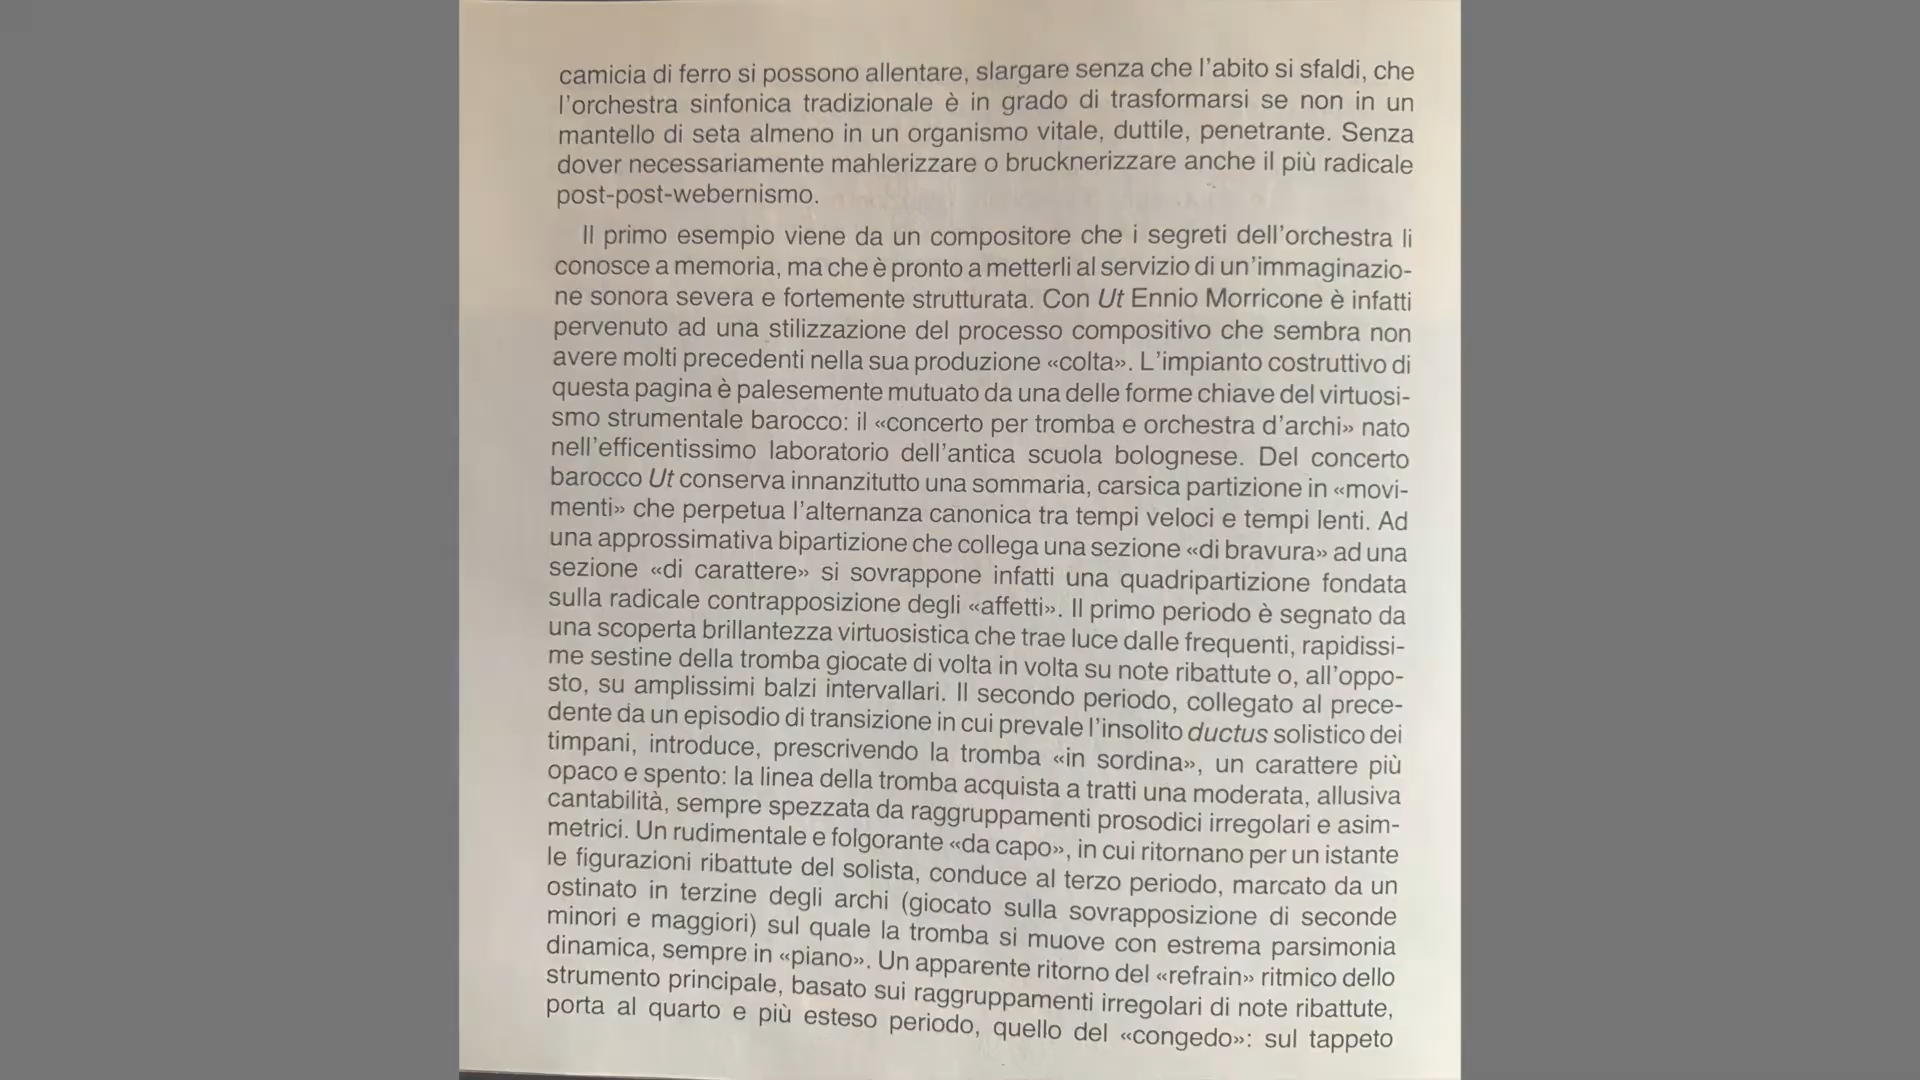 camicia di ferro si possono allentare, slargare senza che l'abito si sfaldi, che
l'orchestra sinfonica tradizionale è in grado di trasformarsi se non in un
mantello di seta almeno in un organismo vitale, duttile, penetrante. Senza
dover necessariamente mahlerizzare o brucknerizzare anche il più radicale
post-post-webernismo.
Il primo esempio viene da un compositore che i segreti dell'orchestra li
conosce a memoria, ma che è pronto a metterli al servizio di un'immaginazio-
ne sonora severa e fortemente strutturata. Con Ut Ennio Morricone è infatti
pervenuto ad una stilizzazione del processo compositivo che sembra non
avere molti precedenti nella sua produzione «colta». L'impianto costruttivo di
questa pagina è palesemente mutuato da una delle forme chiave del virtuosi-
smo strumentale barocco: il «concerto per tromba e orchestra d'archi» nato
nell'efficentissimo laboratorio dell'antica scuola bolognese. Del concerto
barocco Ut conserva innanzitutto una sommaria, carsica partizione in «movi-
menti» che perpetua l'alternanza canonica tra tempi veloci e tempi lenti. Ad
una approssimativa bipartizione che collega una sezione «di bravura» ad una
sezione «di carattere» si sovrappone infatti una quadripartizione fondata
sulla radicale contrapposizione degli «affetti». Il primo periodo è segnato da
una scoperta brillantezza virtuosistica che trae luce dalle frequenti, rapidissi-
me sestine della tromba giocate di volta in volta su note ribattute o, all'oppo-
sto, su amplissimi balzi intervallari. Il secondo periodo, collegato al prece-
dente da un episodio di transizione in cui prevale l'insolito ductus solistico dei
timpani, introduce, prescrivendo la tromba «in sordina», un carattere più
opaco e spento: la linea della tromba acquista a tratti una moderata, allusiva
cantabilità, sempre spezzata da raggruppamenti prosodici irregolari e asim-
metrici. Un rudimentale e folgorante «da capo», in cui ritornano per un istante
le figurazioni ribattute del solista, conduce al terzo periodo, marcato da un
ostinato in terzine degli archi (giocato sulla sovrapposizione di seconde
minori e maggiori) sul quale la tromba si muove con estrema parsimonia
dinamica, sempre in «piano». Un apparente ritorno del «refrain» ritmico dello
strumento principale, basato sui raggruppamenti irregolari di note ribattute,
porta al quarto e più esteso periodo, quello del «congedo»: sul tappeto